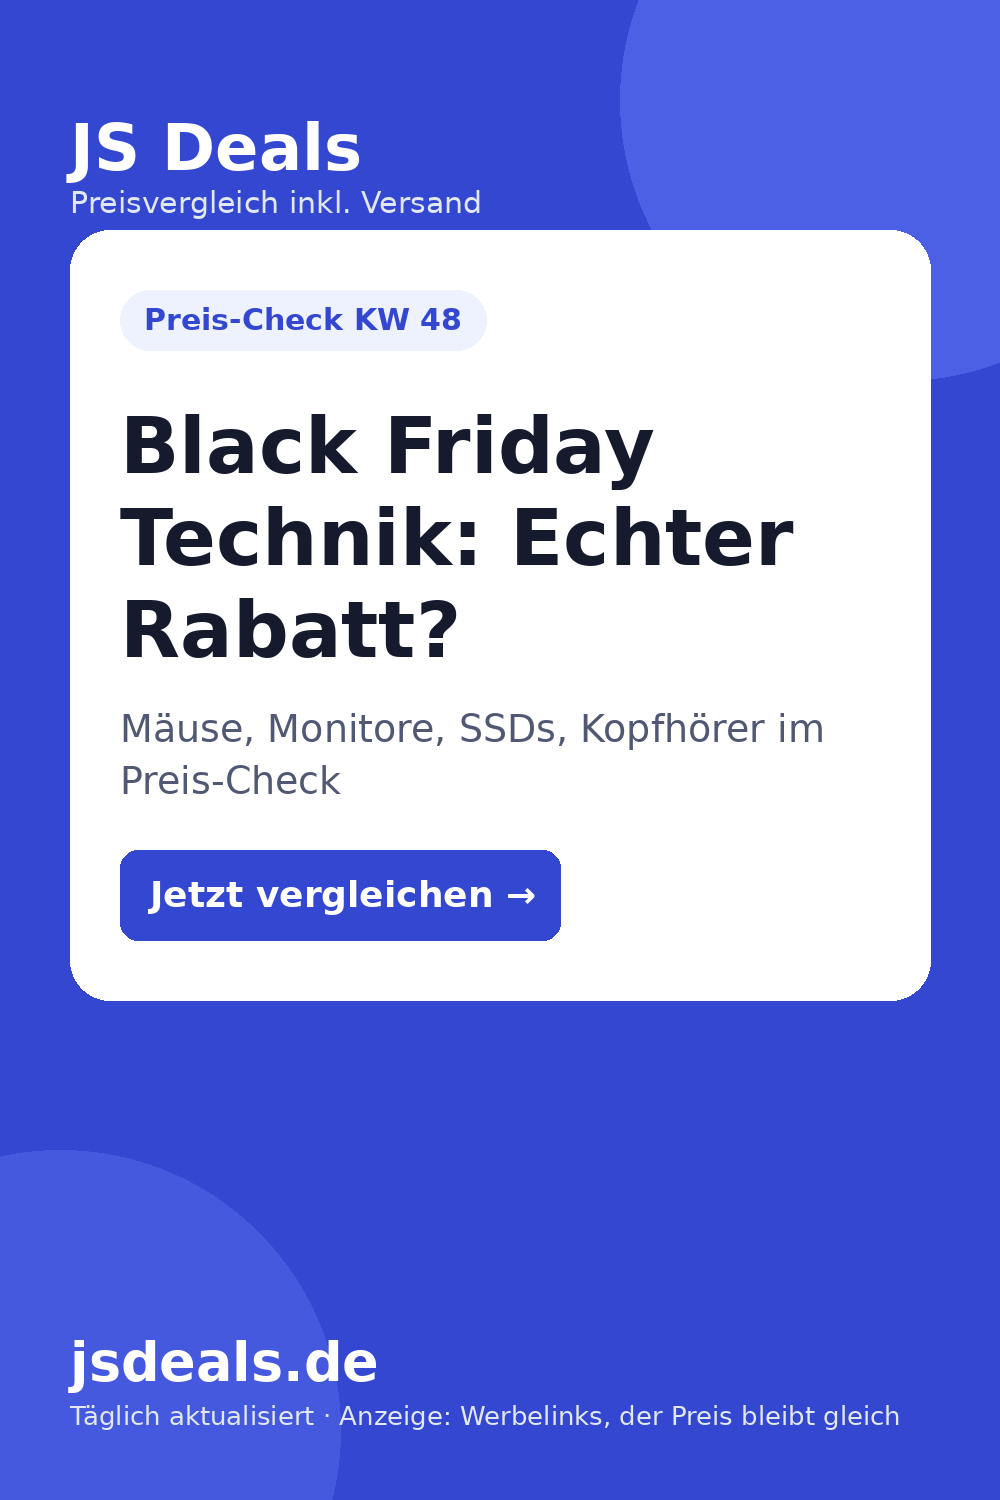 JS Deals
Preisvergleich inkl. Versand
Preis-Check KW 48
Black Friday
Technik: Echter
Rabatt?
Mäuse, Monitore, SSDs, Kopfhörer im
Preis-Check
Jetzt vergleichen →
jsdeals.de
Täglich aktualisiert · Anzeige: Werbelinks, der Preis bleibt gleich